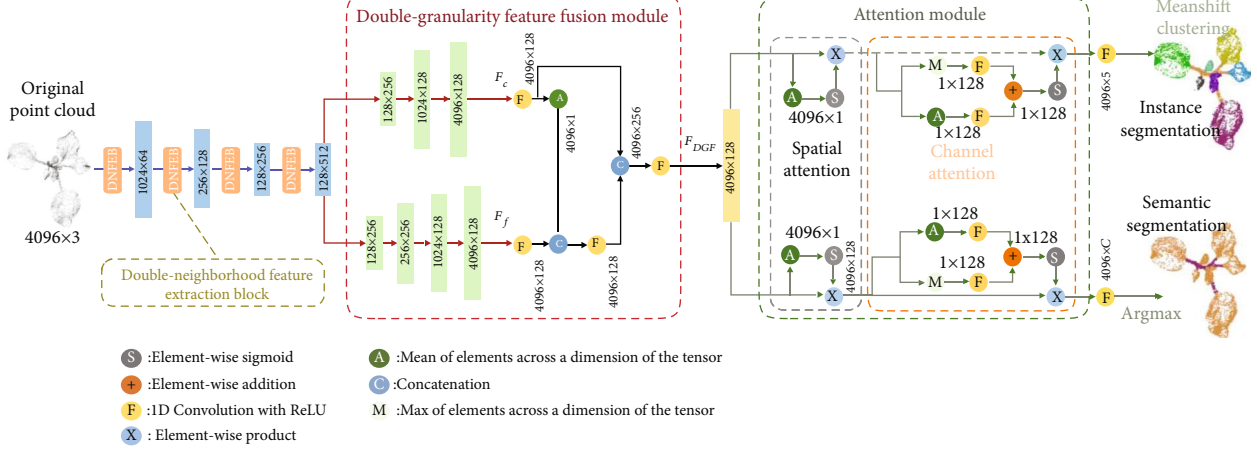 Double-granularity feature fusion module
Attention module
Meanshift
clustering
Original
point cloud
4096×3
DNFEB
1024×64
DNFEB
256×128
DNFEB
128×256
DNFEB
128×512
Double-neighborhood feature
extraction block
128×256
1024×128
4096×128
F_c
F
4096×128
A
4096×1
128×256
256×256
1024×128
4096×128
F_f
F
4096×128
C
F
4096×128
C
4096×256
F
F_DGF
4096×128
X
A
S
4096×1
Spatial
attention
4096×1
A
S
X
4096×128
M
F
1×128
A
F
1×128
+
S
1×128
X
Channel
attention
1×128
A
F
1×128
M
F
1x128
+
S
X
F
4096×5
Instance
segmentation
Semantic
segmentation
4096×C
F
Argmax
S :Element-wise sigmoid
+ :Element-wise addition
F :1D Convolution with ReLU
X : Element-wise product
A :Mean of elements across a dimension of the tensor
C :Concatenation
M :Max of elements across a dimension of the tensor